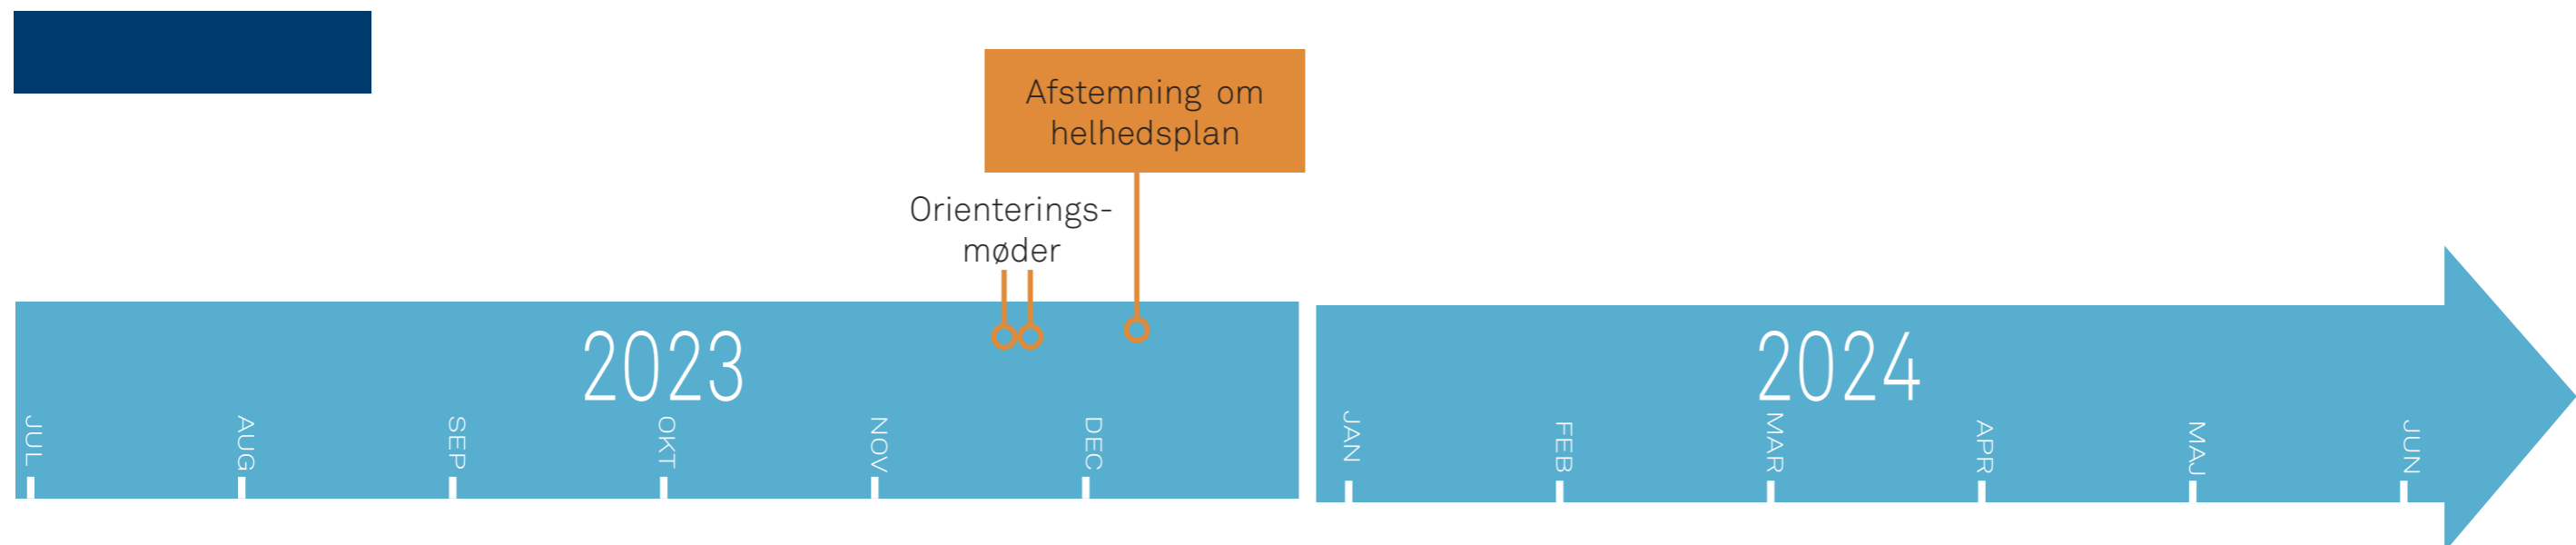 Afstemning om
helhedsplan
Orienterings-
møder
2023
2024
JUL
AUG
SEP
OKT
NOV
DEC
JAN
FEB
MAR
APR
MAJ
JUN